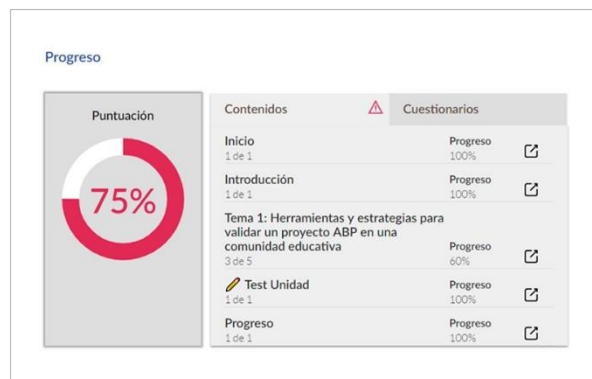 Progreso
Puntuación
75%
Contenidos
Cuestionarios
Inicio
1 de 1
Progreso
100%
Introducción
1 de 1
Progreso
100%
Tema 1: Herramientas y estrategias para
validar un proyecto ABP en una
comunidad educativa
3 de 5
Progreso
60%
Test Unidad
1 de 1
Progreso
100%
Progreso
1 de 1
Progreso
100%